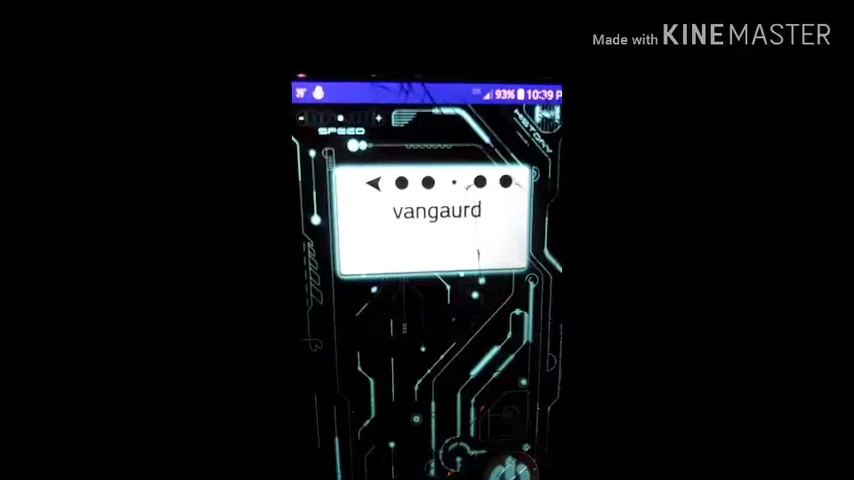 Made with KINEMASTER
93% 10:39 P
SPEED
HISTORY
vangaurd